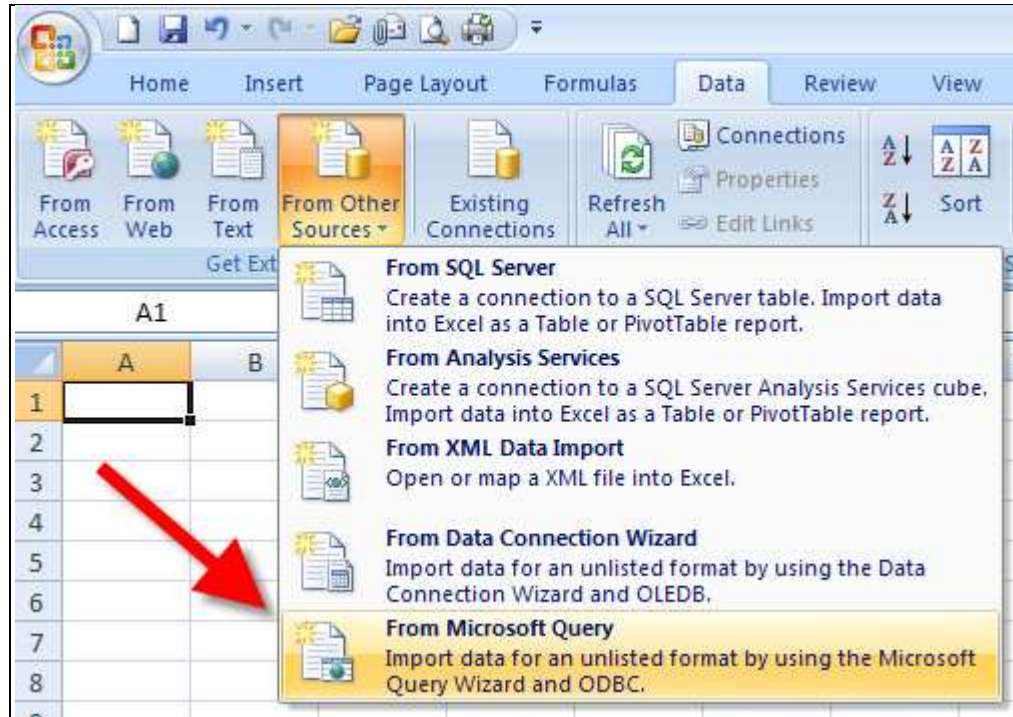 Home Insert Page Layout Formulas Data Review View
From Access
From Web
From Text
From Other Sources
Existing Connections
Refresh All
Connections
Properties
Edit Links
A Z
Z A
A Z
Z A
Sort
Get Ext
A1
From SQL Server
Create a connection to a SQL Server table. Import data
into Excel as a Table or PivotTable report.
From Analysis Services
Create a connection to a SQL Server Analysis Services cube.
Import data into Excel as a Table or PivotTable report.
From XML Data Import
Open or map a XML file into Excel.
From Data Connection Wizard
Import data for an unlisted format by using the Data
Connection Wizard and OLEDB.
From Microsoft Query
Import data for an unlisted format by using the Microsoft
Query Wizard and ODBC.
A B
1
2
3
4
5
6
7
8